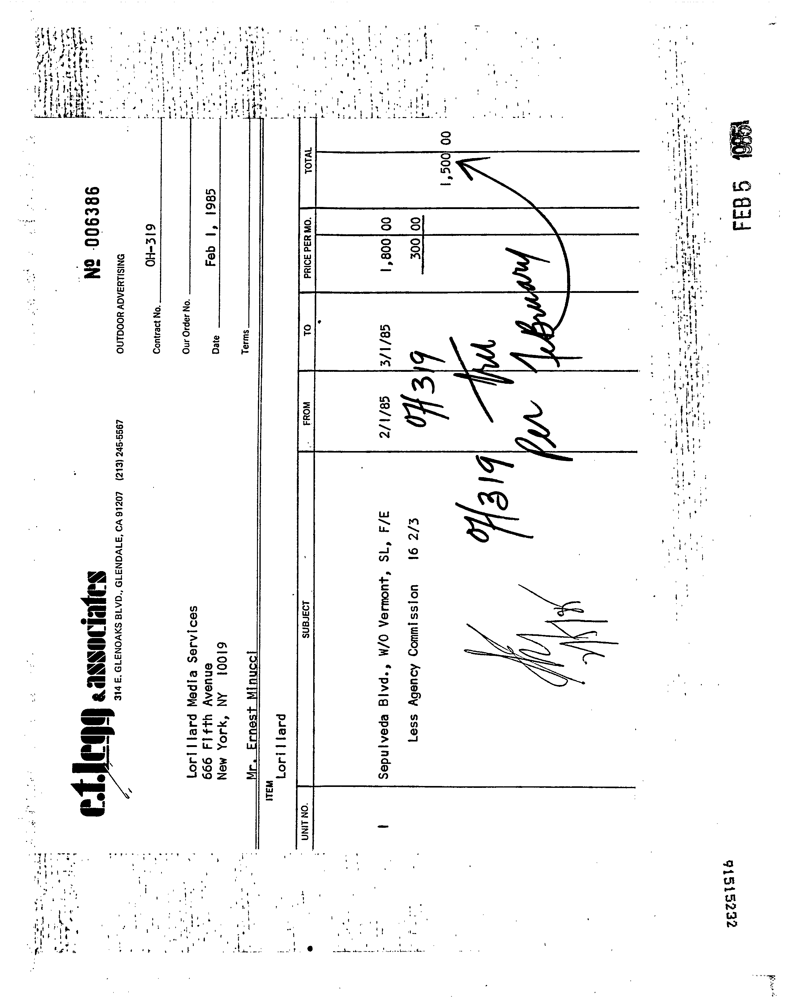 c.t.legg & associates
314 E. GLENOAKS BLVD., GLENDALE, CA 91207 (213) 245-5567
Nº 006386
OUTDOOR ADVERTISING
Contract No. OH-319
Our Order No.
Date Feb 1, 1985
Terms
Lorillard Media Services
666 Fifth Avenue
New York, NY 10019
Mr. Ernest Minucci
ITEM
Lorillard
UNIT NO. SUBJECT FROM TO PRICE PER MO. TOTAL
1 Sepulveda Blvd., W/O Vermont, SL, F/E 2/1/85 3/1/85 1,800 00
Less Agency Commission 16 2/3 300 00
OH 319
1,500 00
OH 319
Per
thru
February
FEB 5
91515232